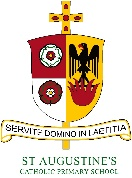 SERVITE DOMINO IN LAETITIA
ST AUGUSTINE'S
CATHOLIC PRIMARY SCHOOL